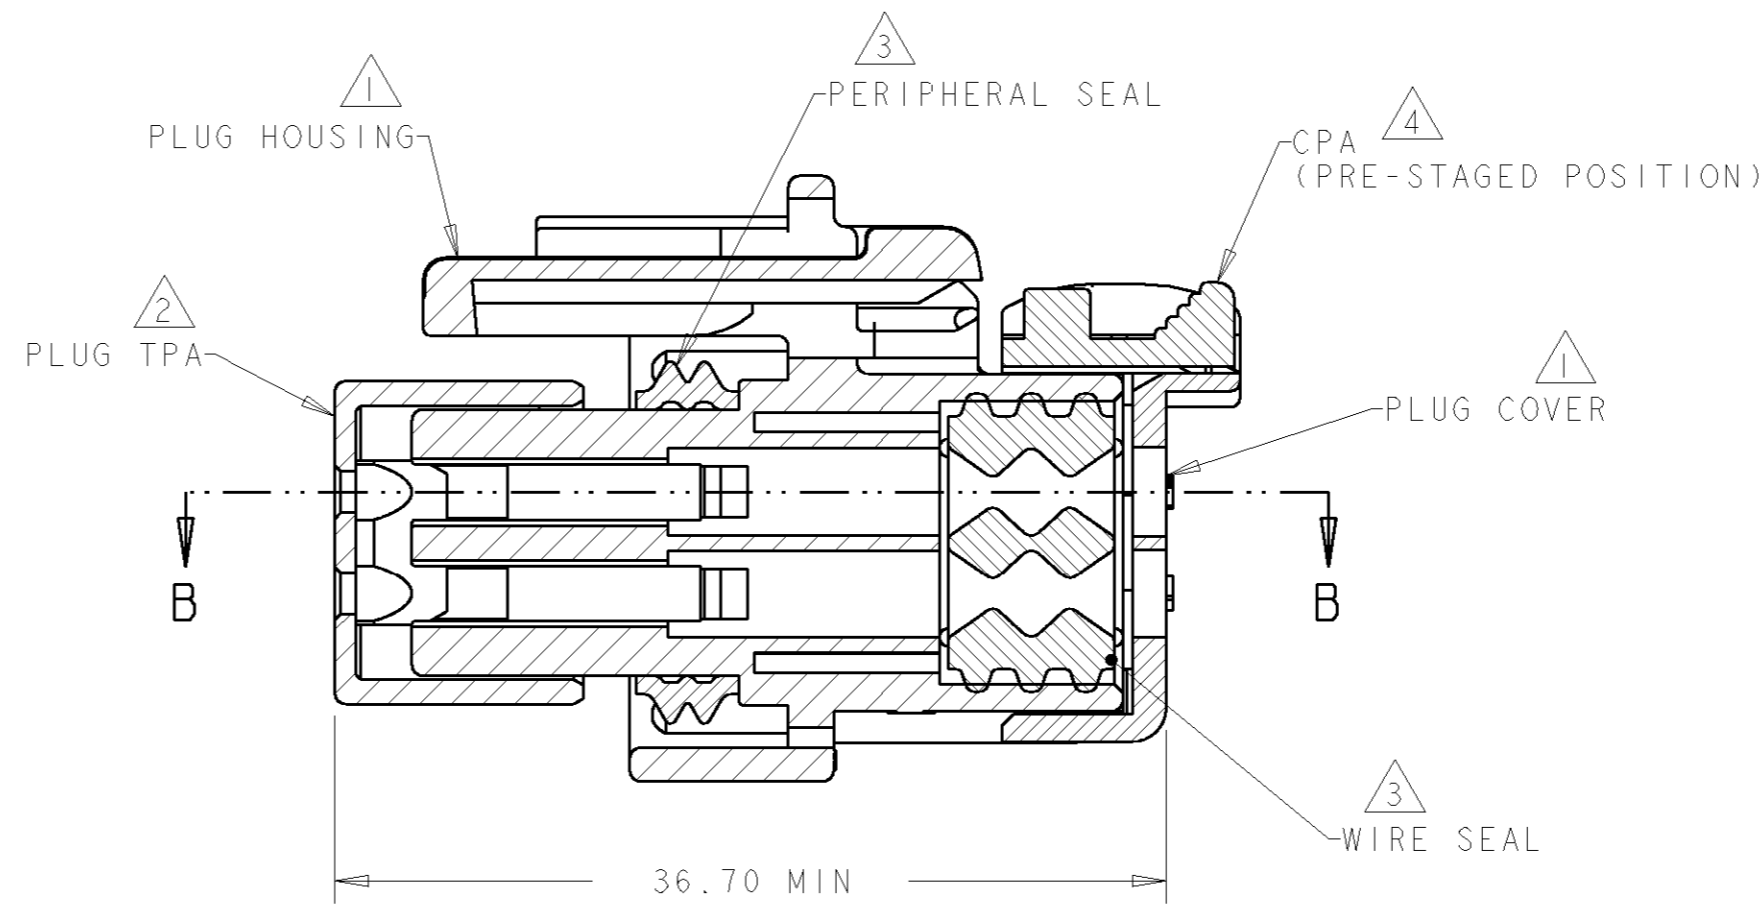 3
PERIPHERAL SEAL
1
PLUG HOUSING
4
CPA
(PRE-STAGED POSITION)
2
PLUG TPA
1
PLUG COVER
B
B
3
WIRE SEAL
36.70 MIN